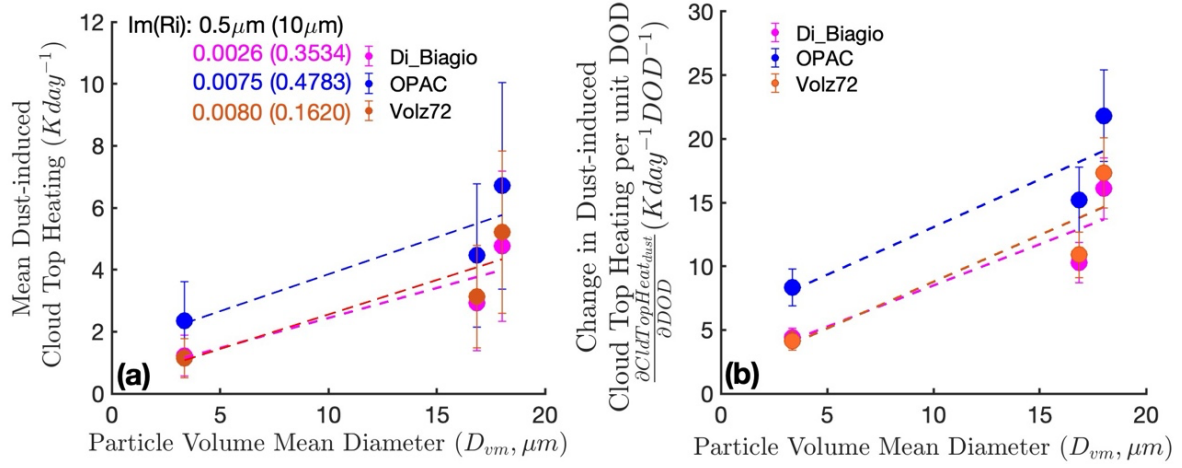 Im(Ri): 0.5μm (10μm)
0.0026 (0.3534) Di_Biagio
0.0075 (0.4783) OPAC
0.0080 (0.1620) Volz72
Mean Dust-induced
Cloud Top Heating (K day⁻¹)
12
10
8
6
4
2
0
(a)
0 5 10 15 20
Particle Volume Mean Diameter (Dvm, μm)
Di_Biagio
OPAC
Volz72
Change in Dust-induced
Cloud Top Heating per unit DOD
∂CldTopHeatdust/∂DOD (K day⁻¹DOD⁻¹)
30
25
20
15
10
5
0
(b)
0 5 10 15 20
Particle Volume Mean Diameter (Dvm, μm)